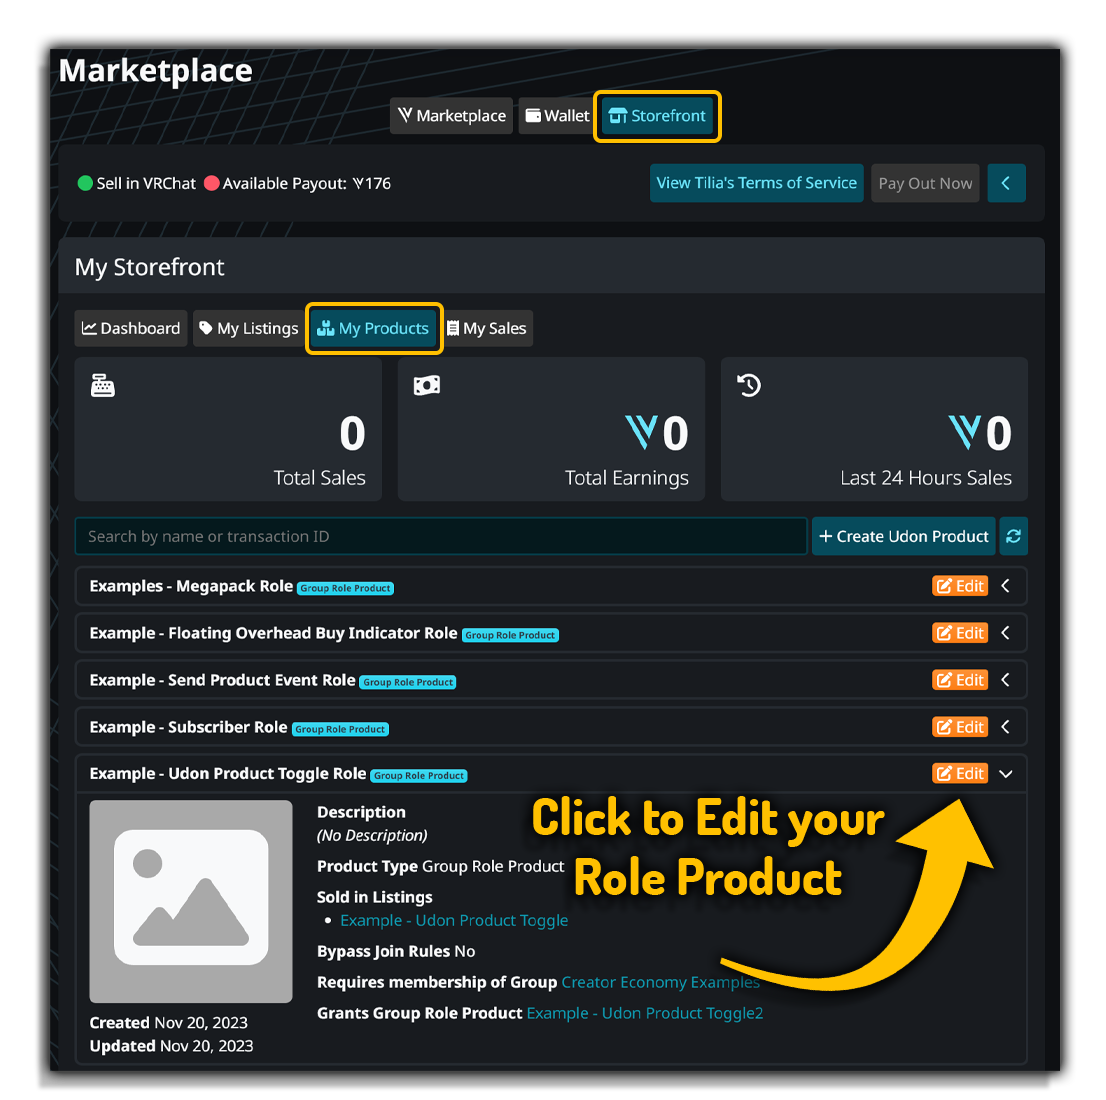 Marketplace
Marketplace Wallet Storefront
Sell in VRChat Available Payout: 176 View Tilia's Terms of Service Pay Out Now
My Storefront
Dashboard My Listings My Products My Sales
0 0 0
Total Sales Total Earnings Last 24 Hours Sales
Search by name or transaction ID + Create Udon Product
Examples - Megapack Role Group Role Product Edit
Example - Floating Overhead Buy Indicator Role Group Role Product Edit
Example - Send Product Event Role Group Role Product Edit
Example - Subscriber Role Group Role Product Edit
Example - Udon Product Toggle Role Group Role Product Edit
Click to Edit your
Role Product
Description
(No Description)
Product Type Group Role Product
Sold in Listings
• Example - Udon Product Toggle
Bypass Join Rules No
Requires membership of Group Creator Economy Examples
Grants Group Role Product Example - Udon Product Toggle2
Created Nov 20, 2023
Updated Nov 20, 2023